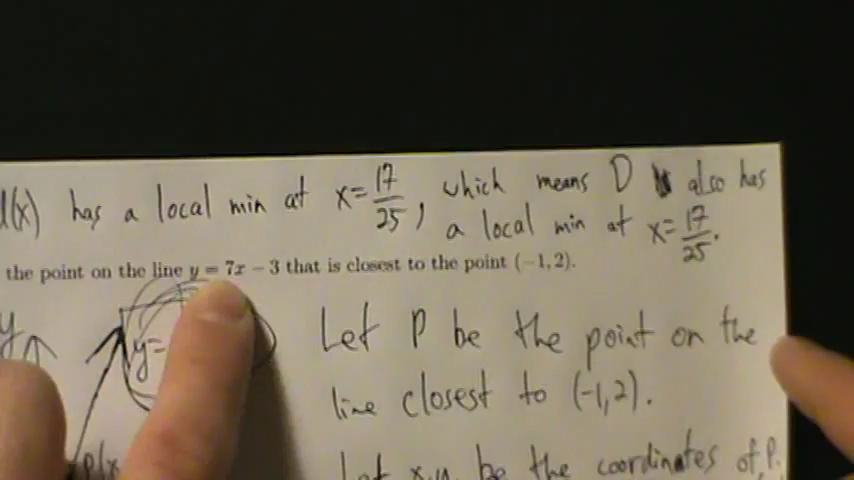 (x) has a local min at x = 17/25, which means D also has
a local min at x = 17/25.
the point on the line y = 7x − 3 that is closest to the point (−1, 2).
y
y =
Let P be the point on the
line closest to (-1, 2).
P(x
Let x, y, be the coordinates of P.